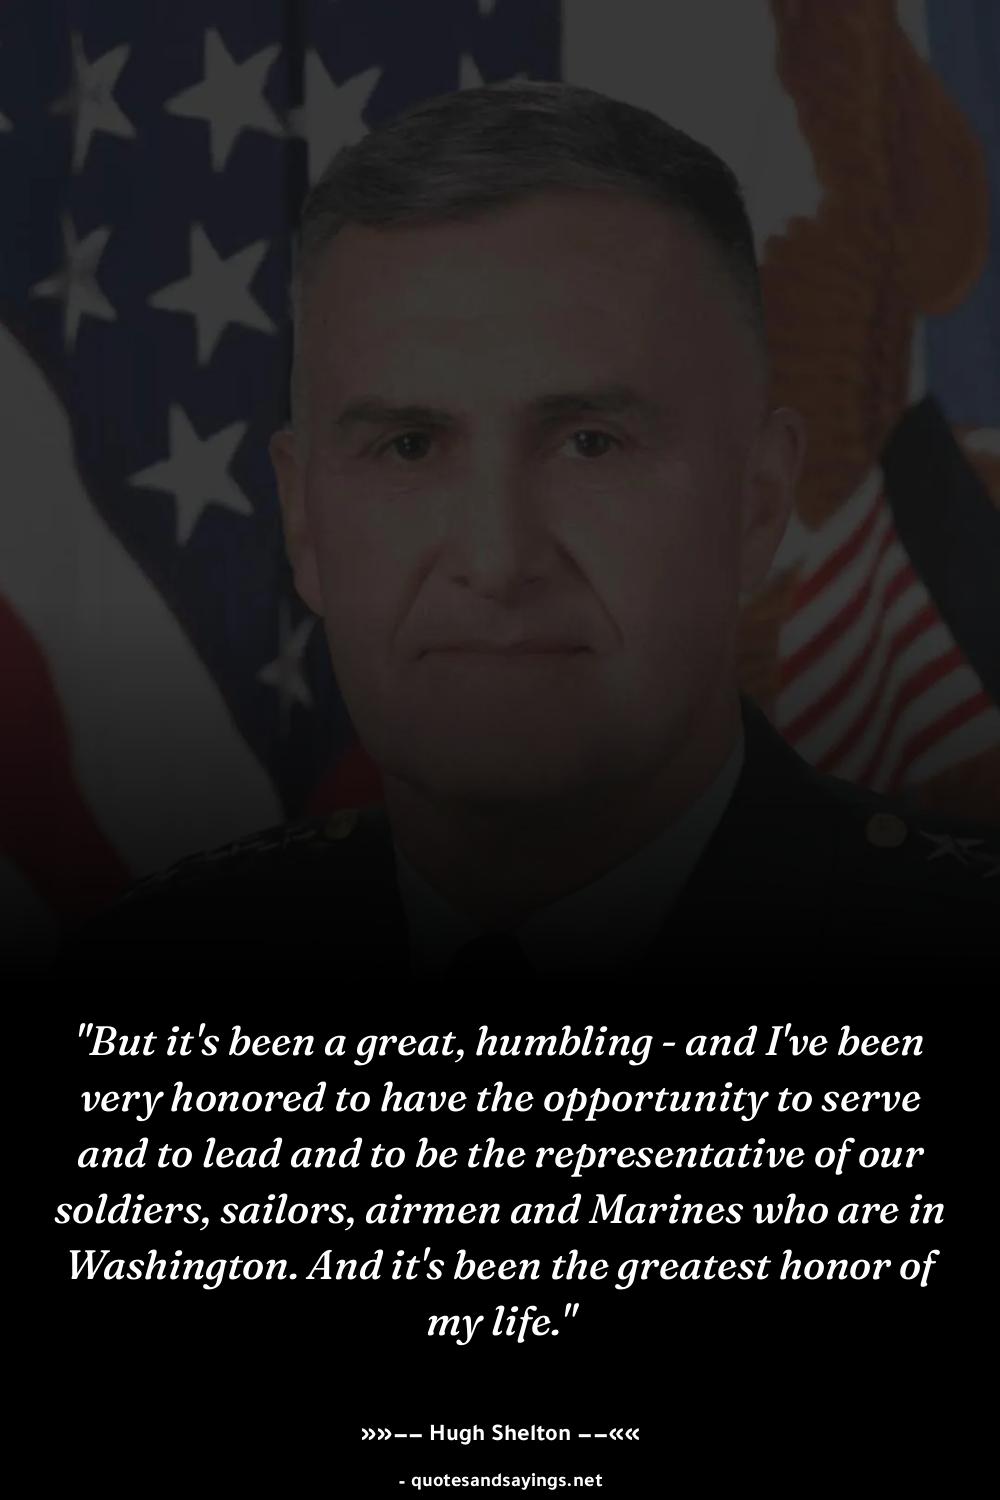 "But it's been a great, humbling - and I've been
very honored to have the opportunity to serve
and to lead and to be the representative of our
soldiers, sailors, airmen and Marines who are in
Washington. And it's been the greatest honor of
my life."
»»–– Hugh Shelton ––««
- quotesandsayings.net